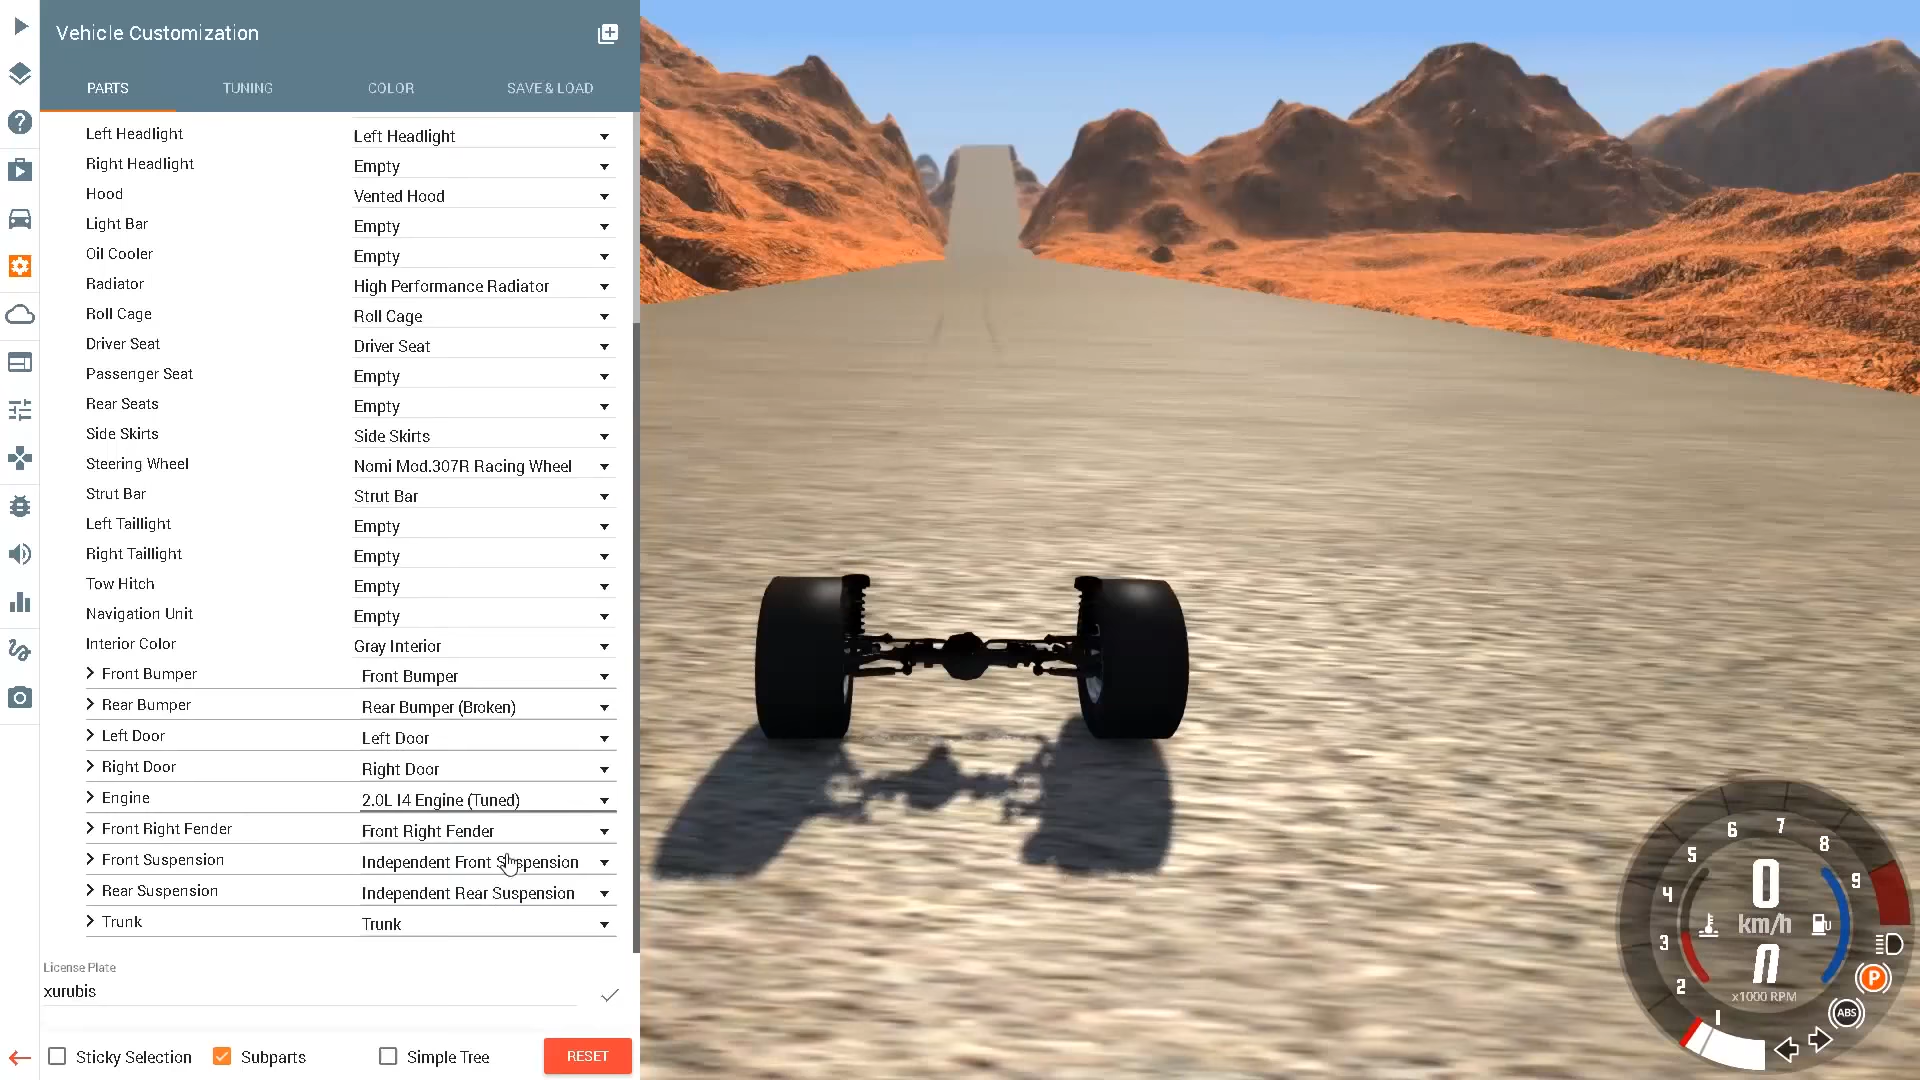 Vehicle Customization
PARTS TUNING COLOR SAVE & LOAD
Left Headlight Left Headlight
Right Headlight Empty
Hood Vented Hood
Light Bar Empty
Oil Cooler Empty
Radiator High Performance Radiator
Roll Cage Roll Cage
Driver Seat Driver Seat
Passenger Seat Empty
Rear Seats Empty
Side Skirts Side Skirts
Steering Wheel Nomi Mod.307R Racing Wheel
Strut Bar Strut Bar
Left Taillight Empty
Right Taillight Empty
Tow Hitch Empty
Navigation Unit Empty
Interior Color Gray Interior
Front Bumper Front Bumper
Rear Bumper Rear Bumper (Broken)
Left Door Left Door
Right Door Right Door
Engine 2.0L I4 Engine (Tuned)
Front Right Fender Front Right Fender
Front Suspension Independent Front Suspension
Rear Suspension Independent Rear Suspension
Trunk Trunk
License Plate
xurubis
Sticky Selection Subparts Simple Tree RESET
1 2 3 4 5 6 7 8 9
0
km/h
n
x1000 RPM
P
ABS